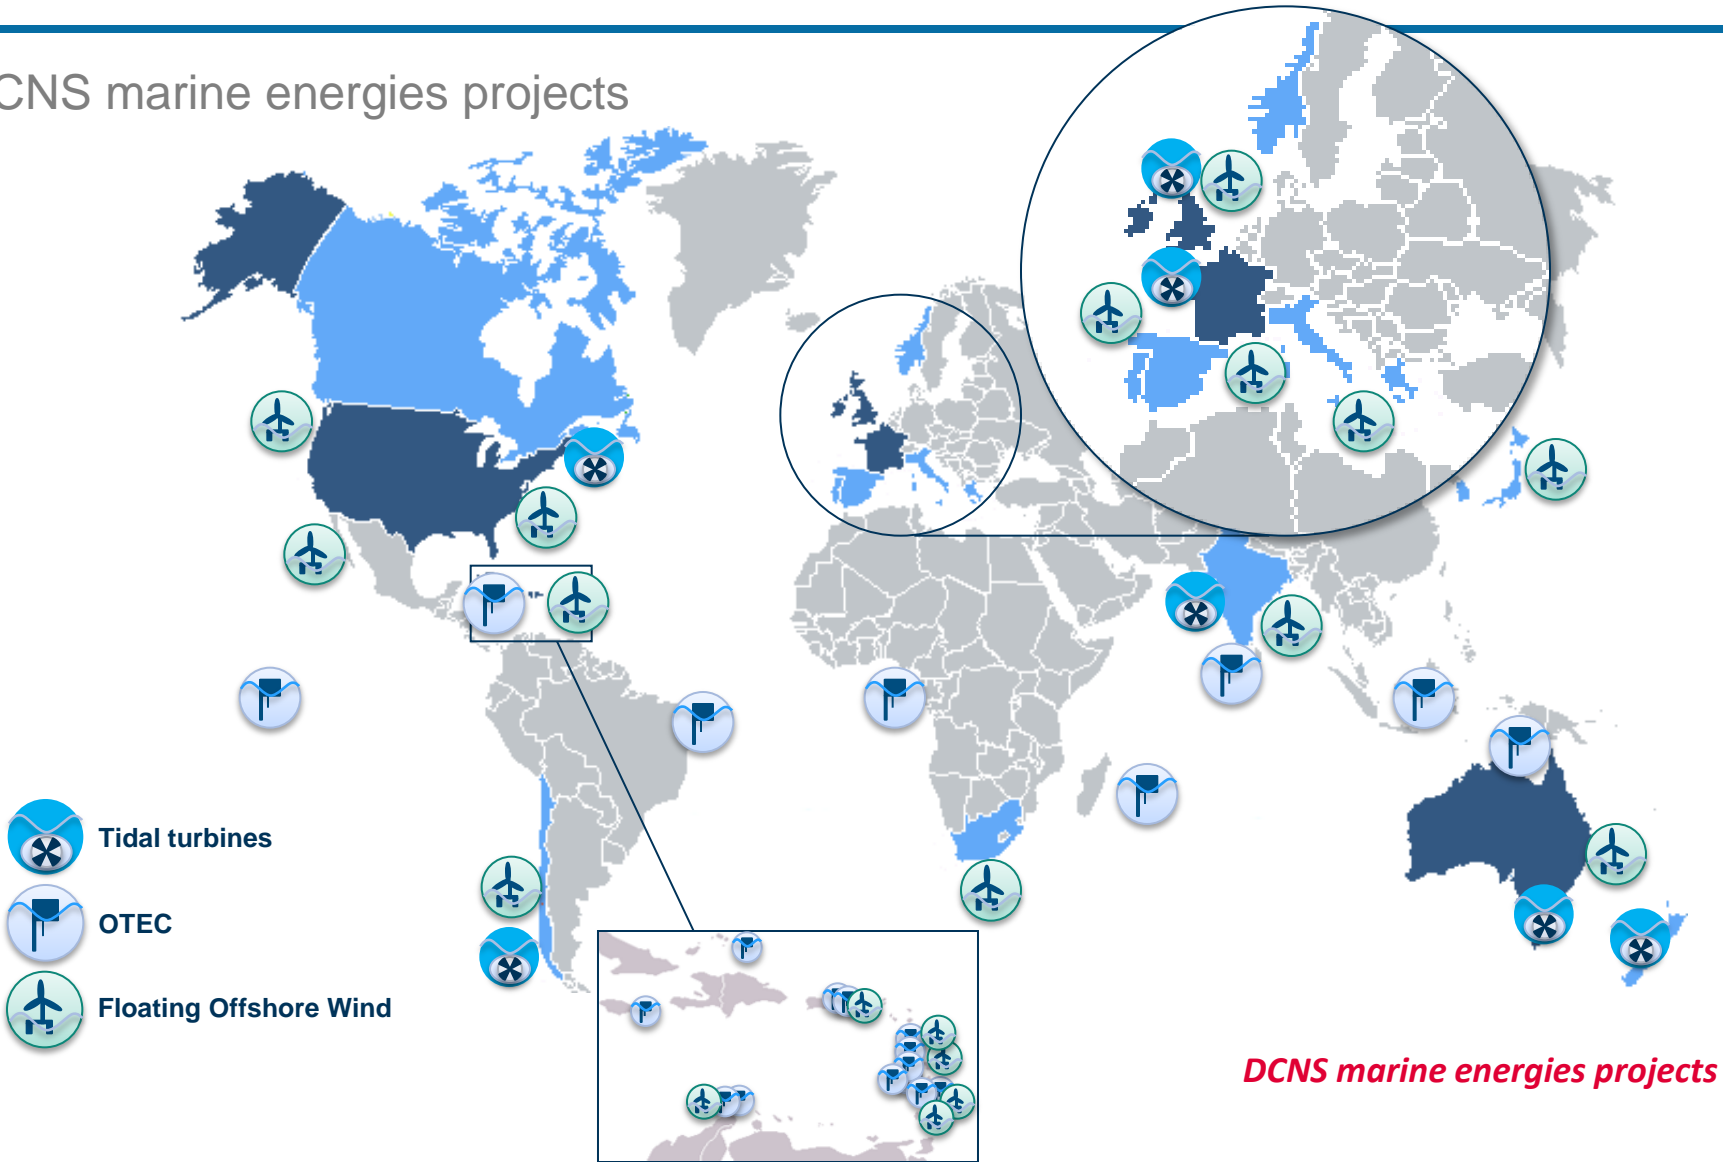 CNS marine energies projects
Tidal turbines
OTEC
Floating Offshore Wind
DCNS marine energies projects